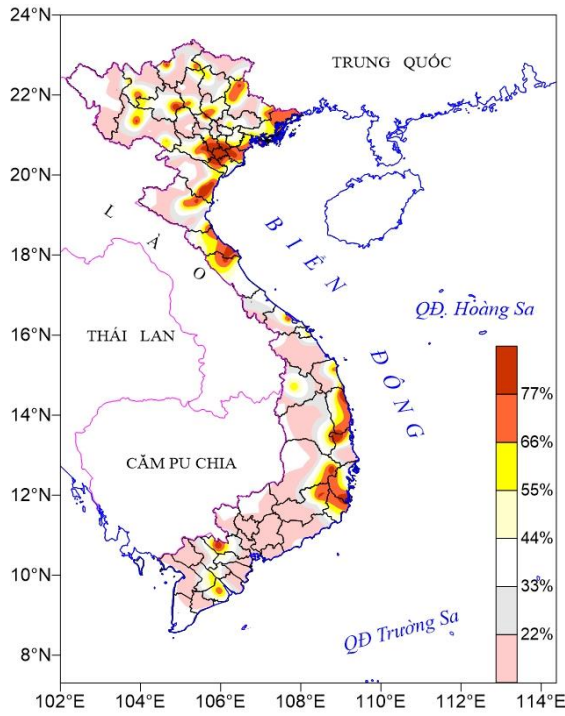 24°N
22°N
20°N
18°N
16°N
14°N
12°N
10°N
8°N
TRUNG QUỐC
LÀO
BIỂN ĐÔNG
QĐ. Hoàng Sa
THÁI LAN
CĂM PU CHIA
QĐ Trường Sa
77%
66%
55%
44%
33%
22%
102°E 104°E 106°E 108°E 110°E 112°E 114°E